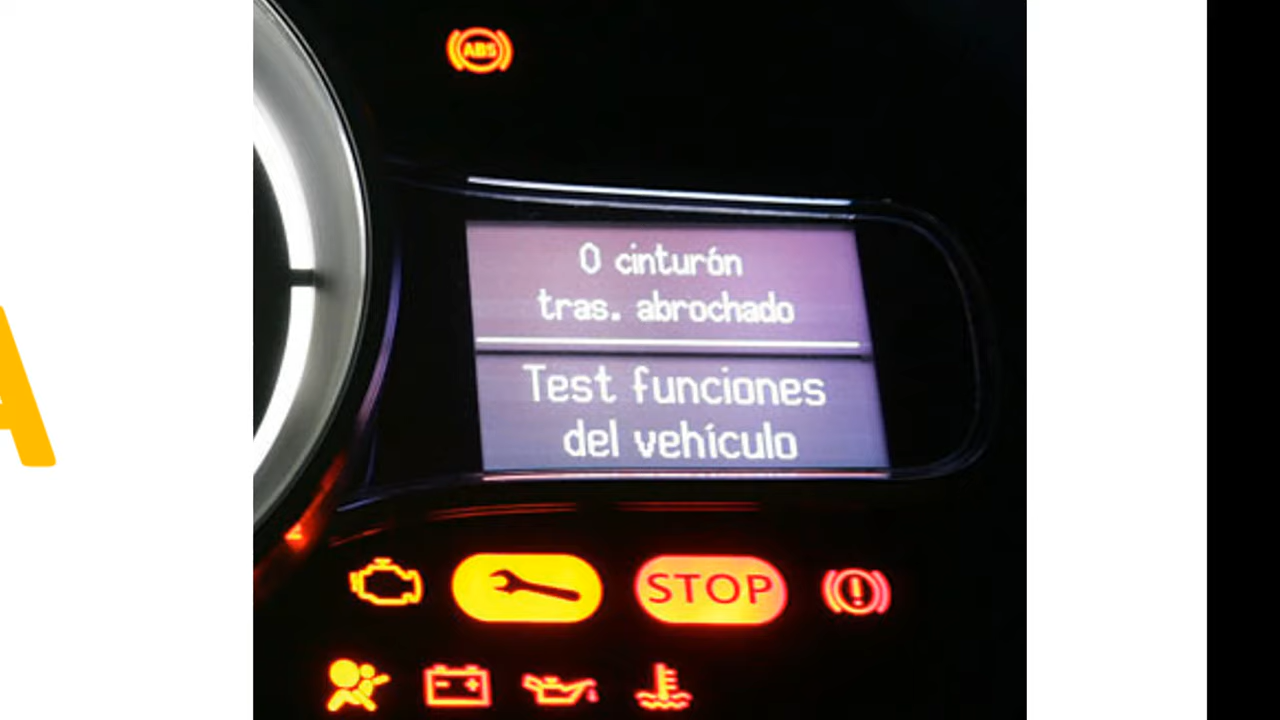 A
ABS
0 cinturón
tras. abrochado
Test funciones
del vehículo
STOP